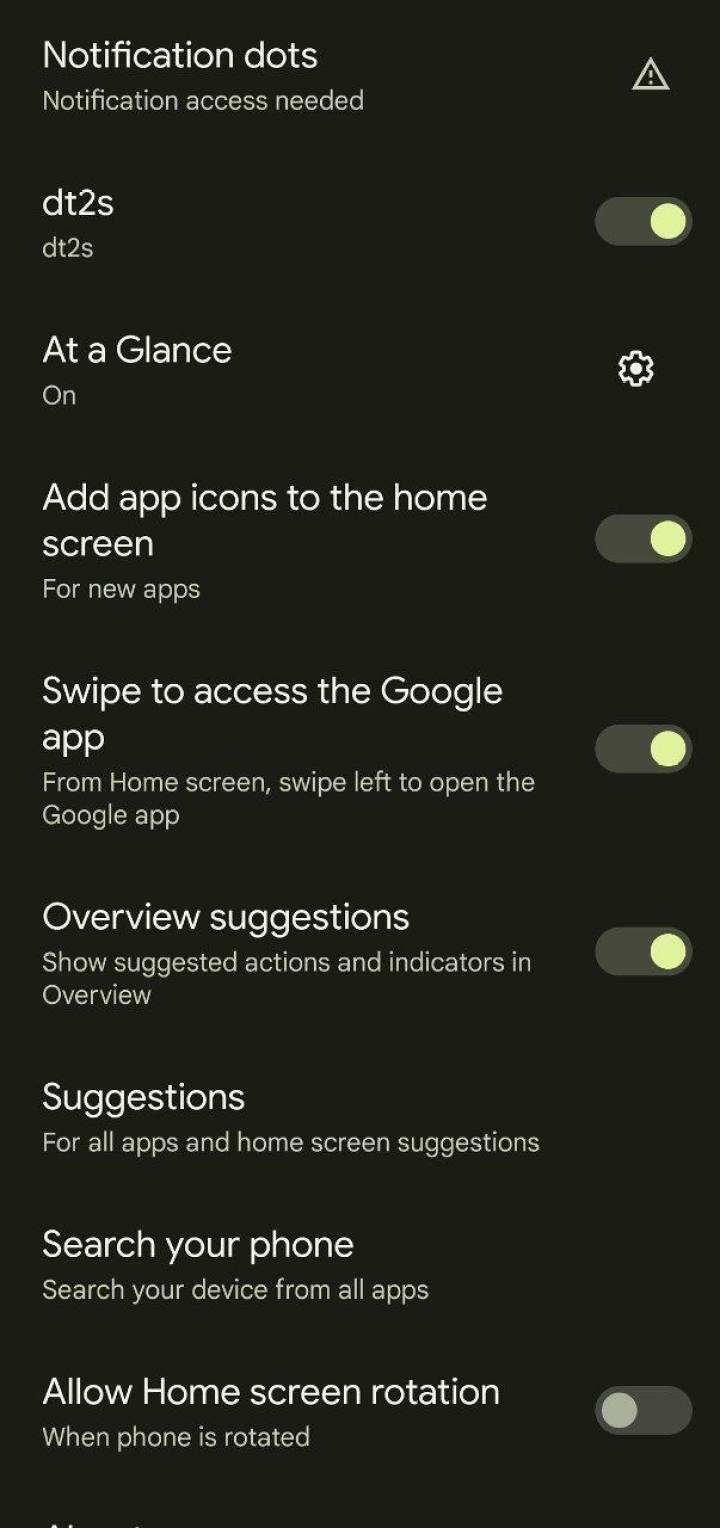 Notification dots
Notification access needed
dt2s
dt2s
At a Glance
On
Add app icons to the home
screen
For new apps
Swipe to access the Google
app
From Home screen, swipe left to open the
Google app
Overview suggestions
Show suggested actions and indicators in
Overview
Suggestions
For all apps and home screen suggestions
Search your phone
Search your device from all apps
Allow Home screen rotation
When phone is rotated